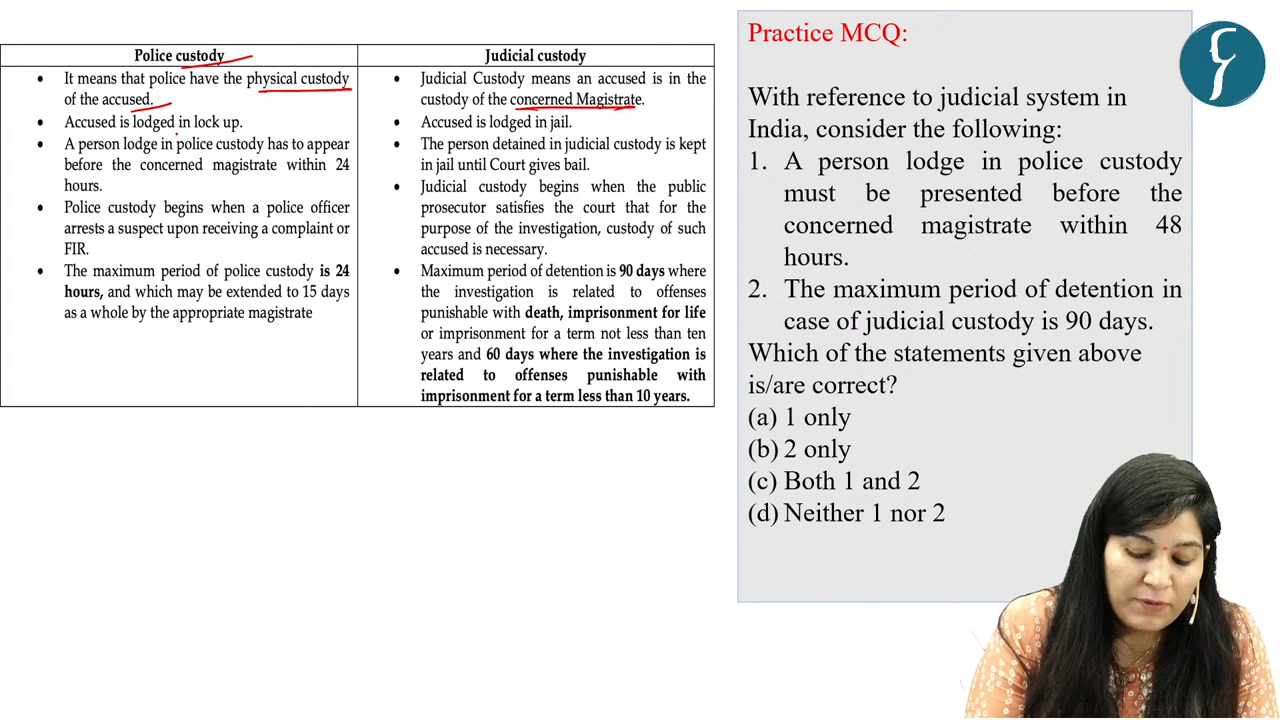 Police custody
It means that police have the physical custody
of the accused.
Accused is lodged in lock up.
A person lodge in police custody has to appear
before the concerned magistrate within 24
hours.
Police custody begins when a police officer
arrests a suspect upon receiving a complaint or
FIR.
The maximum period of police custody is 24
hours, and which may be extended to 15 days
as a whole by the appropriate magistrate
Judicial custody
Judicial Custody means an accused is in the
custody of the concerned Magistrate.
Accused is lodged in jail.
The person detained in judicial custody is kept
in jail until Court gives bail.
Judicial custody begins when the public
prosecutor satisfies the court that for the
purpose of the investigation, custody of such
accused is necessary.
Maximum period of detention is 90 days where
the investigation is related to offenses
punishable with death, imprisonment for life
or imprisonment for a term not less than ten
years and 60 days where the investigation is
related to offenses punishable with
imprisonment for a term less than 10 years.
Practice MCQ:
With reference to judicial system in
India, consider the following:
1. A person lodge in police custody
must be presented before the
concerned magistrate within 48
hours.
2. The maximum period of detention in
case of judicial custody is 90 days.
Which of the statements given above
is/are correct?
(a) 1 only
(b) 2 only
(c) Both 1 and 2
(d) Neither 1 nor 2